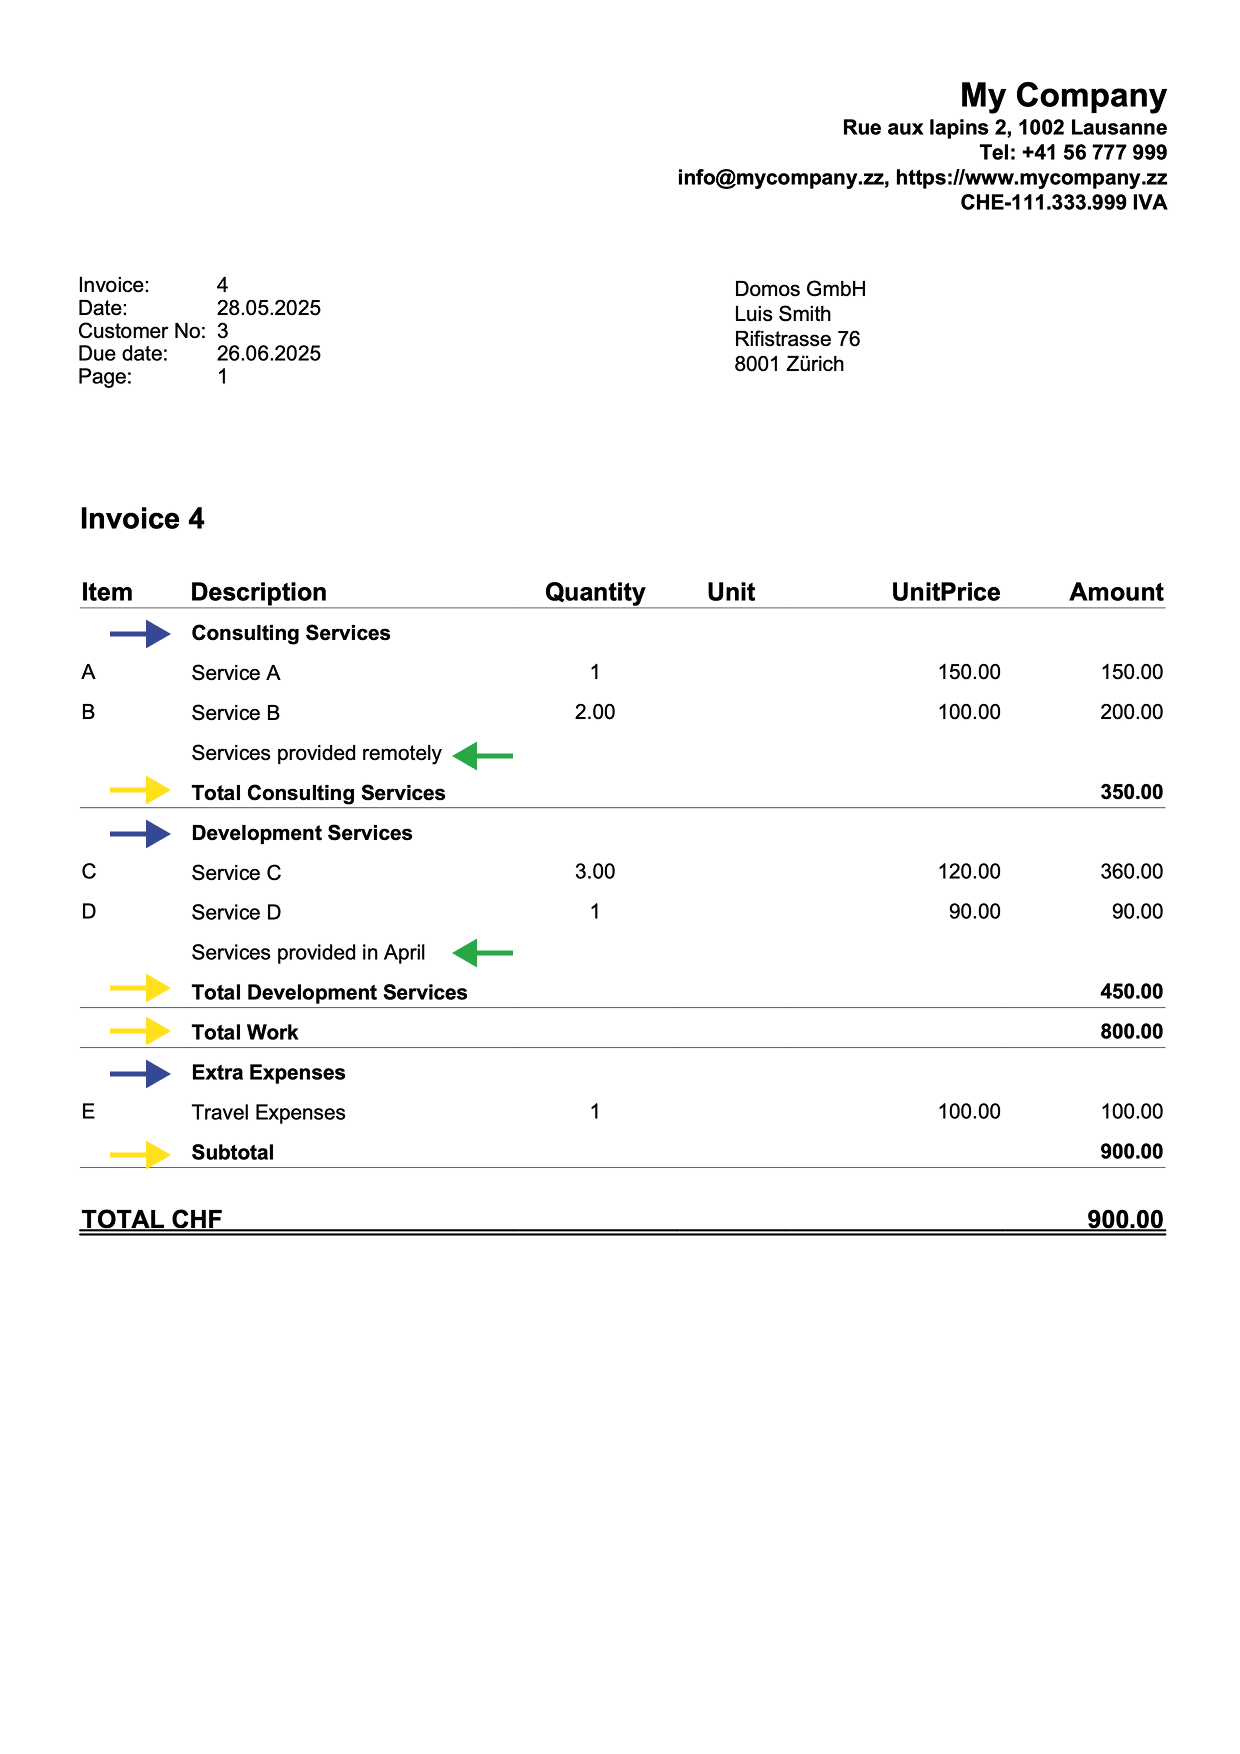 My Company
Rue aux lapins 2, 1002 Lausanne
Tel: +41 56 777 999
info@mycompany.zz, https://www.mycompany.zz
CHE-111.333.999 IVA
Invoice: 4
Date: 28.05.2025
Customer No: 3
Due date: 26.06.2025
Page: 1
Domos GmbH
Luis Smith
Rifistrasse 76
8001 Zürich
Invoice 4
Item Description Quantity Unit UnitPrice Amount
Consulting Services
A Service A 1 150.00 150.00
B Service B 2.00 100.00 200.00
Services provided remotely
Total Consulting Services 350.00
Development Services
C Service C 3.00 120.00 360.00
D Service D 1 90.00 90.00
Services provided in April
Total Development Services 450.00
Total Work 800.00
Extra Expenses
E Travel Expenses 1 100.00 100.00
Subtotal 900.00
TOTAL CHF 900.00